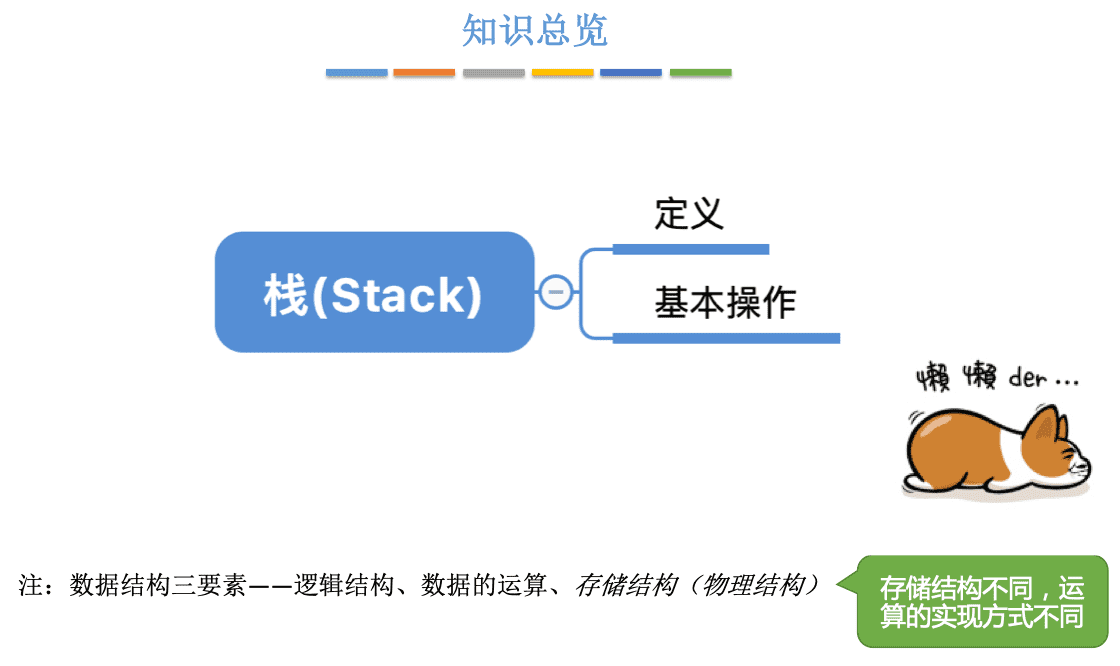 知识总览
栈(Stack)
定义
基本操作
懒 懒 der …
注：数据结构三要素——逻辑结构、数据的运算、存储结构（物理结构）
存储结构不同，运
算的实现方式不同